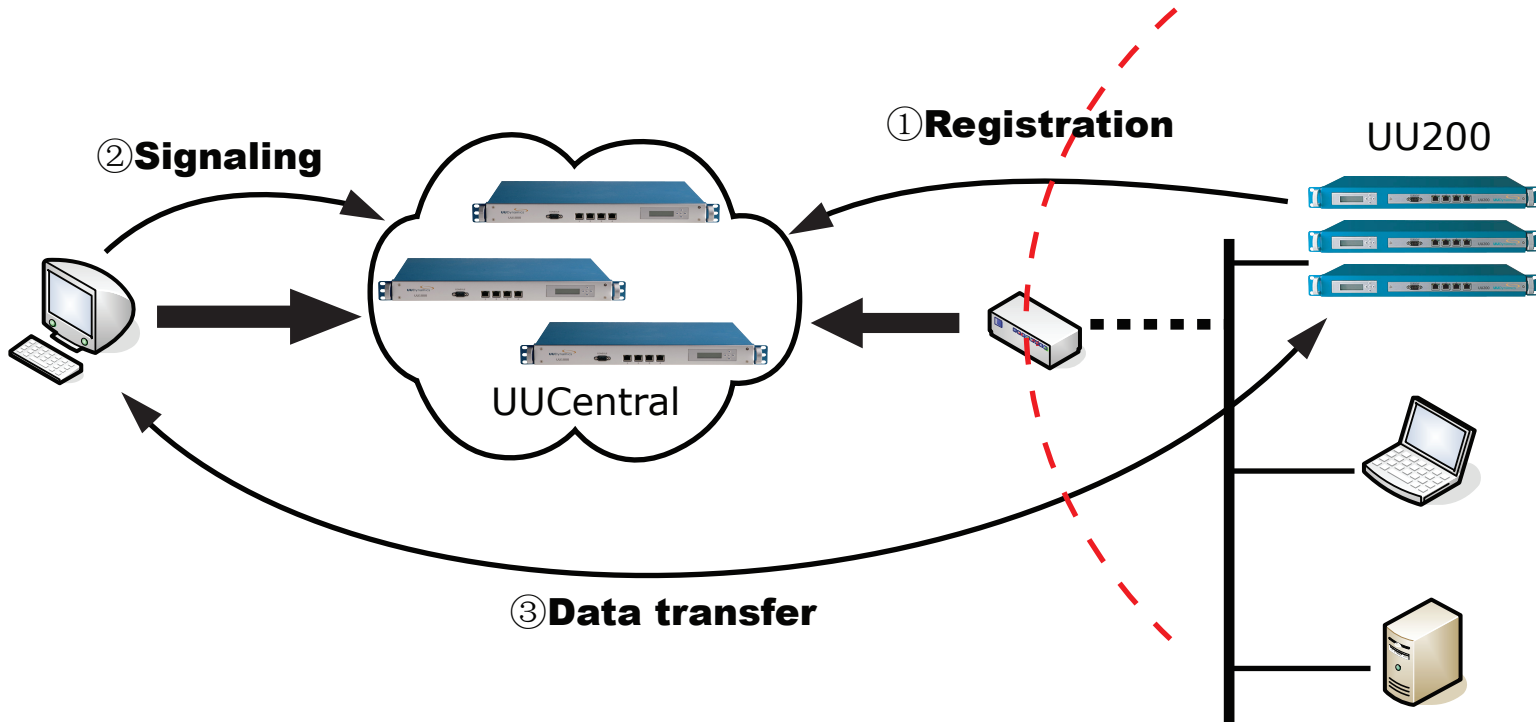 ①Registration
UU200
②Signaling
UUCentral
③Data transfer